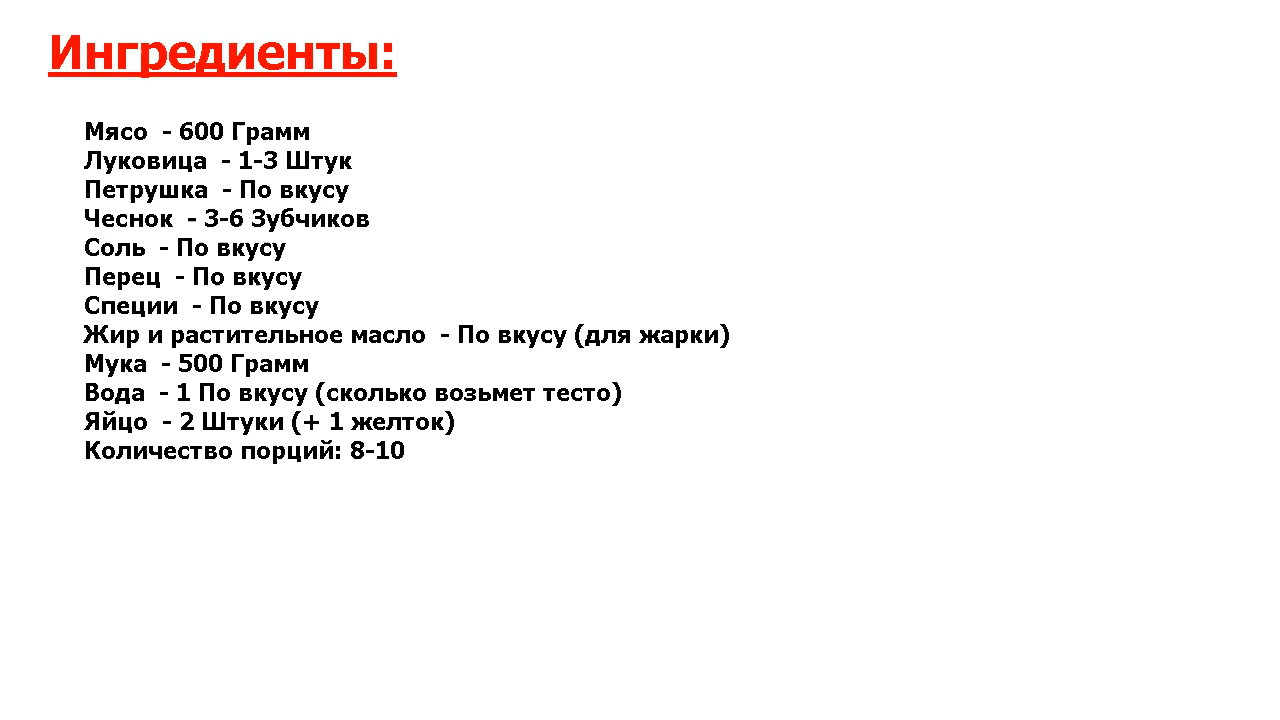 Ингредиенты:
Мясо  - 600 Грамм
Луковица  - 1-3 Штук
Петрушка  - По вкусу
Чеснок  - 3-6 Зубчиков
Соль  - По вкусу
Перец  - По вкусу
Специи  - По вкусу
Жир и растительное масло  - По вкусу (для жарки)
Мука  - 500 Грамм
Вода  - 1 По вкусу (сколько возьмет тесто)
Яйцо  - 2 Штуки (+ 1 желток)
Количество порций: 8-10